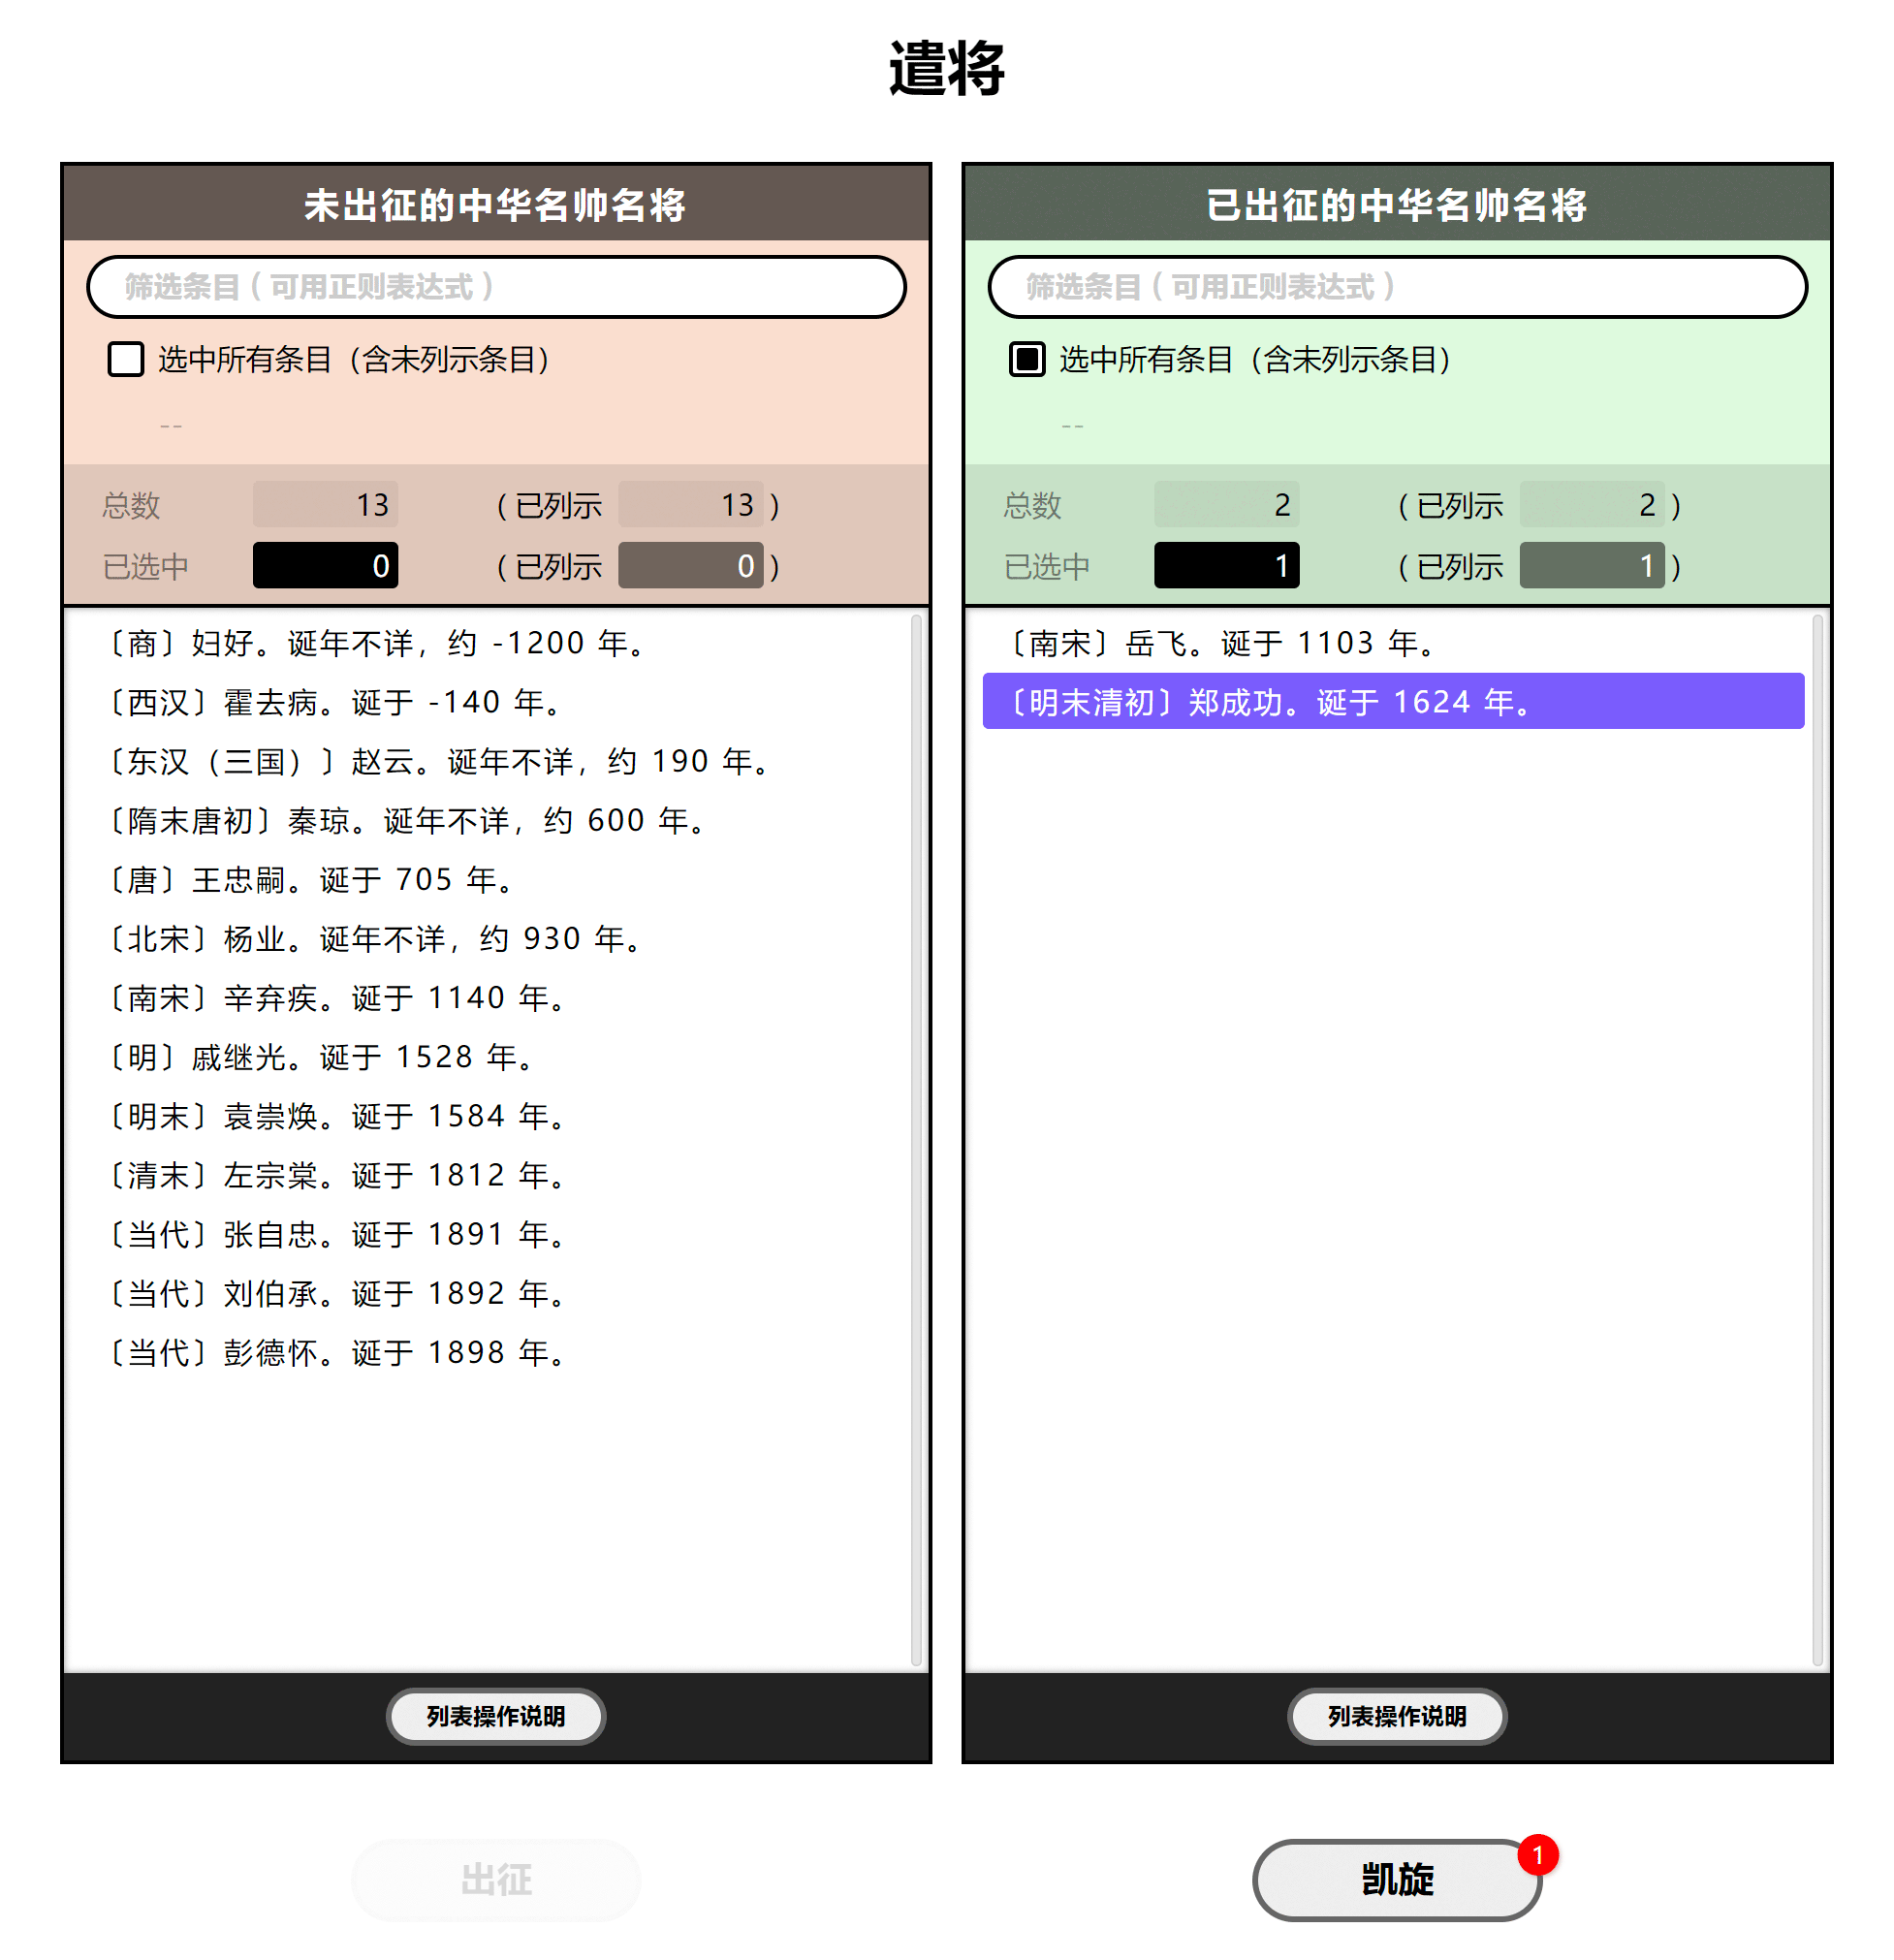 遣将
未出征的中华名帅名将
筛选条目（可用正则表达式）
选中所有条目（含未列示条目）
--
总数 13 （已列示 13）
已选中 0 （已列示 0）
〔商〕妇好。诞年不详，约 -1200 年。
〔西汉〕霍去病。诞于 -140 年。
〔东汉（三国）〕赵云。诞年不详，约 190 年。
〔隋末唐初〕秦琼。诞年不详，约 600 年。
〔唐〕王忠嗣。诞于 705 年。
〔北宋〕杨业。诞年不详，约 930 年。
〔南宋〕辛弃疾。诞于 1140 年。
〔明〕戚继光。诞于 1528 年。
〔明末〕袁崇焕。诞于 1584 年。
〔清末〕左宗棠。诞于 1812 年。
〔当代〕张自忠。诞于 1891 年。
〔当代〕刘伯承。诞于 1892 年。
〔当代〕彭德怀。诞于 1898 年。
列表操作说明
出征
已出征的中华名帅名将
筛选条目（可用正则表达式）
选中所有条目（含未列示条目）
--
总数 2 （已列示 2）
已选中 1 （已列示 1）
〔南宋〕岳飞。诞于 1103 年。
〔明末清初〕郑成功。诞于 1624 年。
列表操作说明
凯旋
1